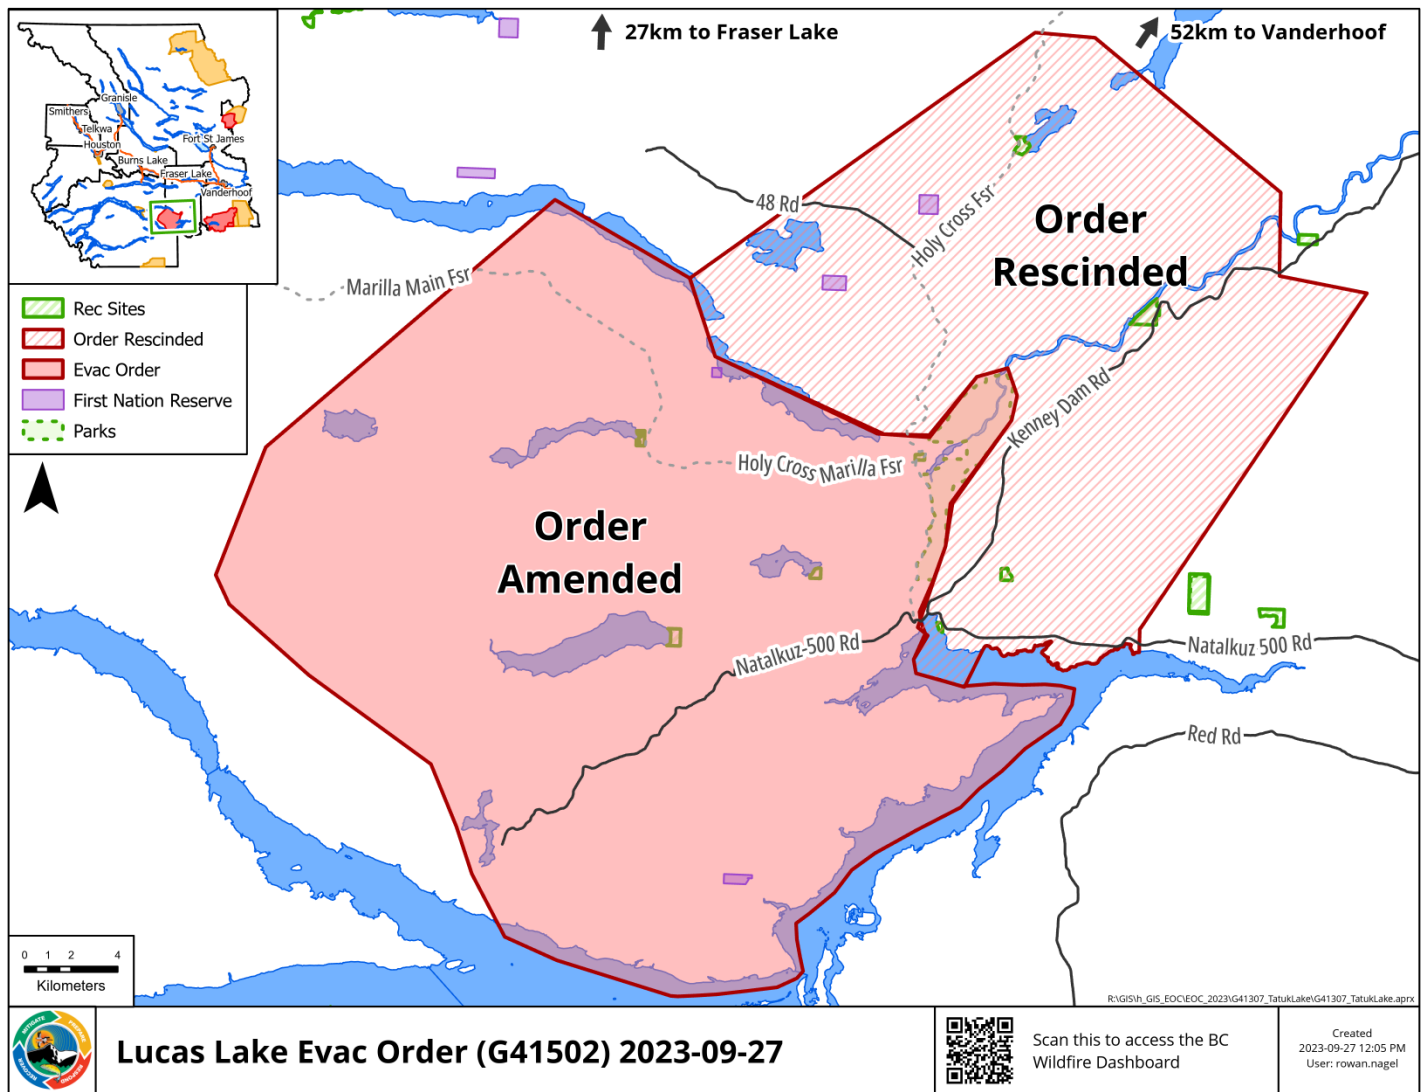 27km to Fraser Lake
52km to Vanderhoof
Granisle
Smithers
Telkwa
Houston
Fort St James
Burns Lake
Fraser Lake
Vanderhoof
Rec Sites
Order Rescinded
Evac Order
First Nation Reserve
Parks
48 Rd
Holy Cross Fsr
Order
Rescinded
Marilla Main Fsr
Kenney Dam Rd
Holy Cross Marilla Fsr
Order
Amended
Natalkuz-500 Rd
Natalkuz 500 Rd
Red Rd
0 1 2 4
Kilometers
R:\GIS\h_GIS_EOC\EOC_2023\G41307_TatukLake\G41307_TatukLake.aprx
MITIGATE
PREPARE
RESPOND
RECOVER
Lucas Lake Evac Order (G41502) 2023-09-27
Scan this to access the BC
Wildfire Dashboard
Created
2023-09-27 12:05 PM
User: rowan.nagel